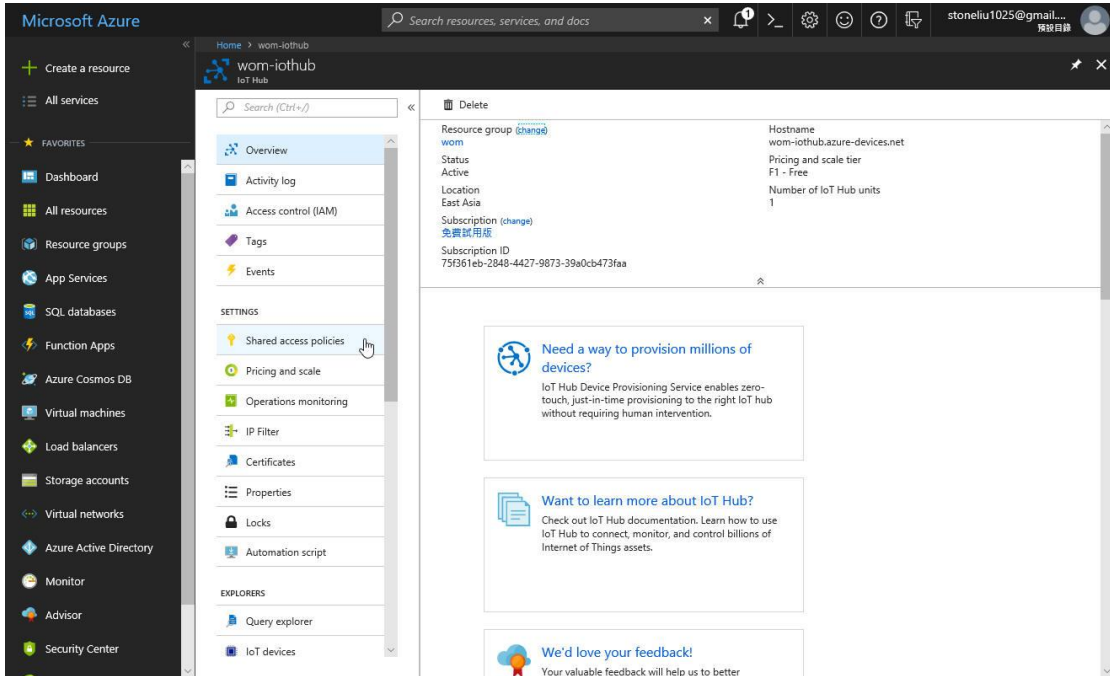 Microsoft Azure
Search resources, services, and docs
1
stoneliu1025@gmail....
預設目錄
Home > wom-iothub
wom-iothub
IoT Hub
Create a resource
All services
FAVORITES
Dashboard
All resources
Resource groups
App Services
SQL databases
Function Apps
Azure Cosmos DB
Virtual machines
Load balancers
Storage accounts
Virtual networks
Azure Active Directory
Monitor
Advisor
Security Center
Search (Ctrl+/)
Overview
Activity log
Access control (IAM)
Tags
Events
SETTINGS
Shared access policies
Pricing and scale
Operations monitoring
IP Filter
Certificates
Properties
Locks
Automation script
EXPLORERS
Query explorer
IoT devices
Delete
Resource group (change)
wom
Status
Active
Location
East Asia
Subscription (change)
免費試用版
Subscription ID
75f361eb-2848-4427-9873-39a0cb473faa
Hostname
wom-iothub.azure-devices.net
Pricing and scale tier
F1 - Free
Number of IoT Hub units
1
Need a way to provision millions of
devices?
IoT Hub Device Provisioning Service enables zero-
touch, just-in-time provisioning to the right IoT hub
without requiring human intervention.
Want to learn more about IoT Hub?
Check out IoT Hub documentation. Learn how to use
IoT Hub to connect, monitor, and control billions of
Internet of Things assets.
We'd love your feedback!
Your valuable feedback will help us to better